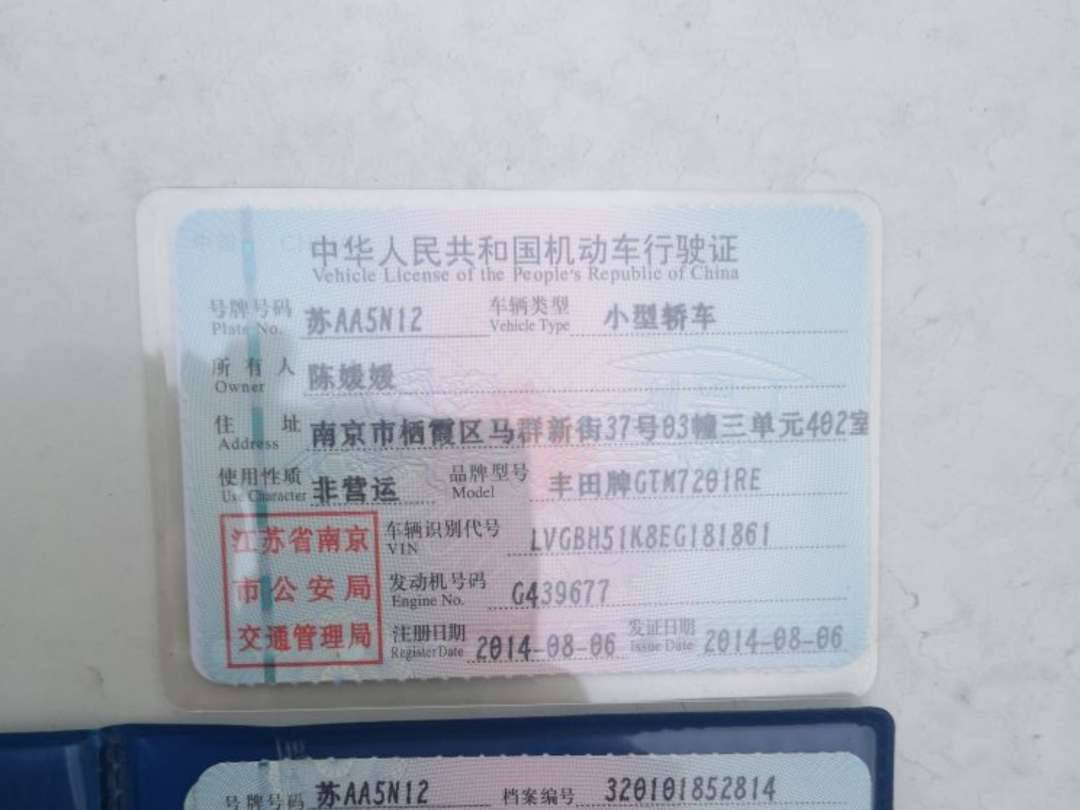 中华人民共和国机动车行驶证
Vehicle License of the People's Republic of China
号牌号码 苏AA5N12 车辆类型 小型轿车
Plate No. Vehicle Type
所有人 陈媛媛
Owner
住址 南京市栖霞区马群新街37号03幢三单元402室
Address
使用性质 非营运 品牌型号 丰田牌GTM7201RE
Use Character Model
江苏省南京 车辆识别代号 LVGBH51K8EG181861
VIN
市公安局 发动机号码 G439677
Engine No.
交通管理局 注册日期 2014-08-06 发证日期 2014-08-06
Register Date Issue Date
号牌号码 苏AA5N12 档案编号 320101852814